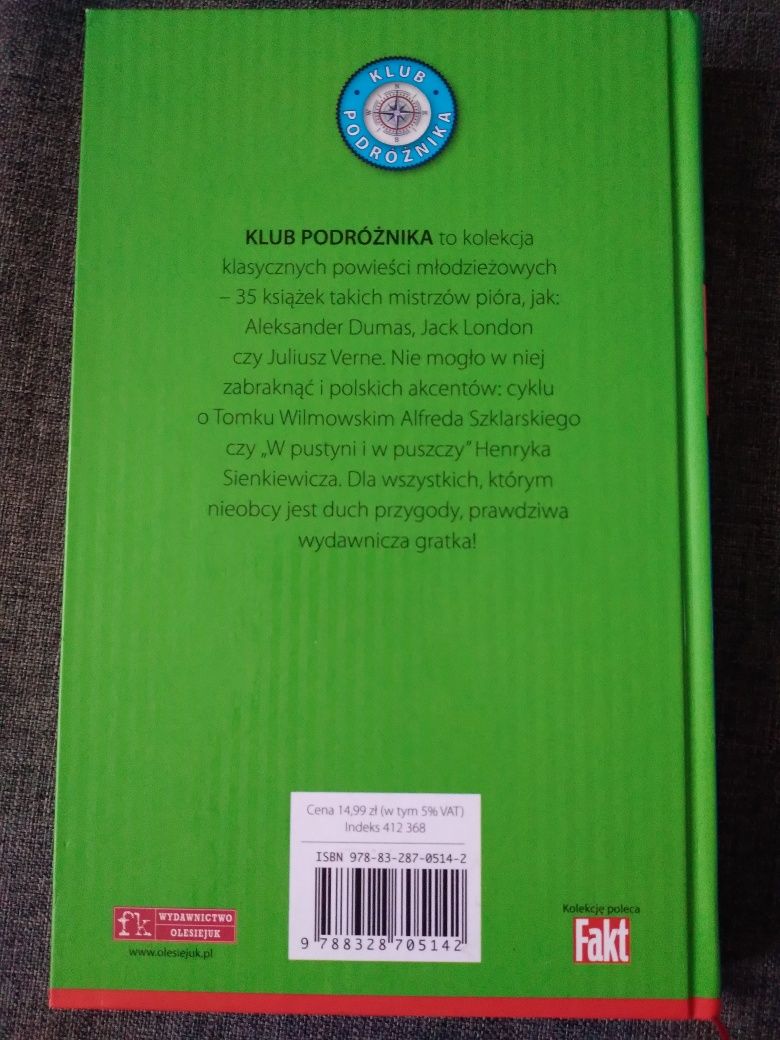 KLUB
PODRÓŻNIKA
KLUB PODRÓŻNIKA to kolekcja
klasycznych powieści młodzieżowych
– 35 książek takich mistrzów pióra, jak:
Aleksander Dumas, Jack London
czy Juliusz Verne. Nie mogło w niej
zabraknąć i polskich akcentów: cyklu
o Tomku Wilmowskim Alfreda Szklarskiego
czy „W pustyni i w puszczy” Henryka
Sienkiewicza. Dla wszystkich, którym
nieobcy jest duch przygody, prawdziwa
wydawnicza gratka!
Cena 14,99 zł (w tym 5% VAT)
Indeks 412 368
ISBN 978-83-287-0514-2
9 788328 705142
fk WYDAWNICTWO
OLESIEJUK
www.olesiejuk.pl
Kolekcję poleca
Fakt